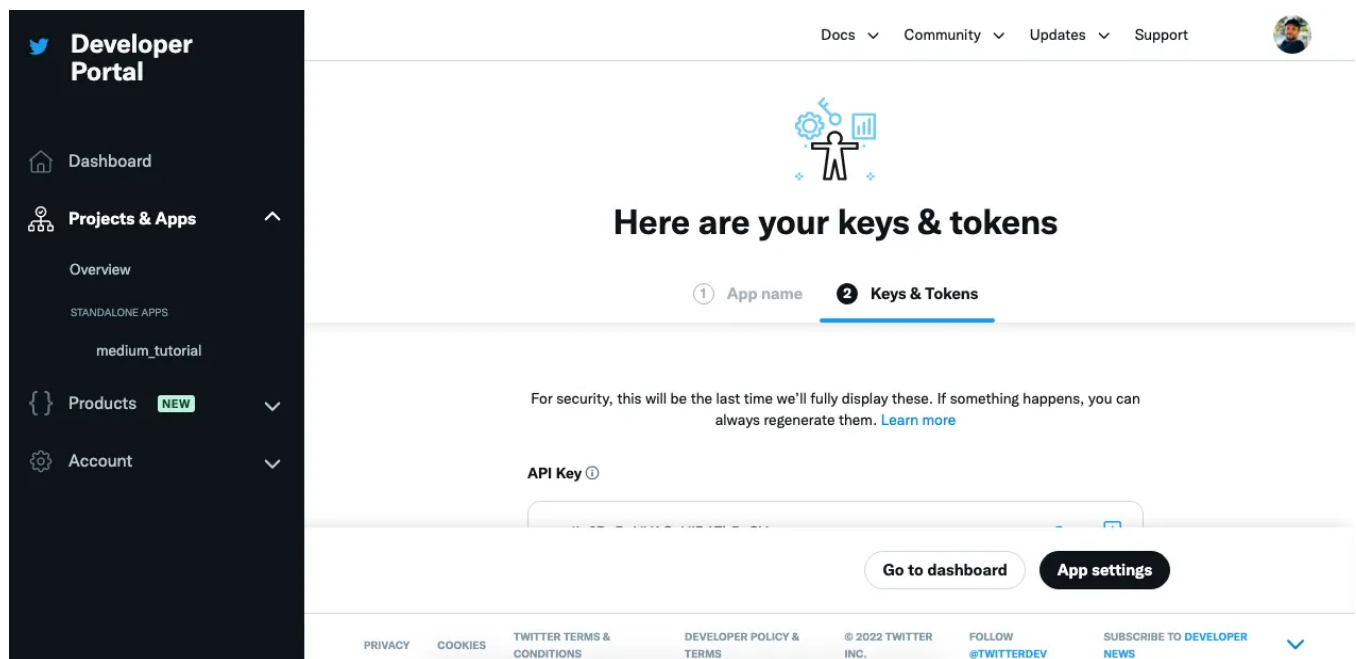 Developer
Portal
Docs Community Updates Support
Dashboard
Projects & Apps
Overview
STANDALONE APPS
medium_tutorial
Products NEW
Account
Here are your keys & tokens
1 App name 2 Keys & Tokens
For security, this will be the last time we'll fully display these. If something happens, you can
always regenerate them. Learn more
API Key
Go to dashboard App settings
PRIVACY COOKIES TWITTER TERMS & DEVELOPER POLICY & © 2022 TWITTER FOLLOW SUBSCRIBE TO DEVELOPER
CONDITIONS TERMS INC. @TWITTERDEV NEWS